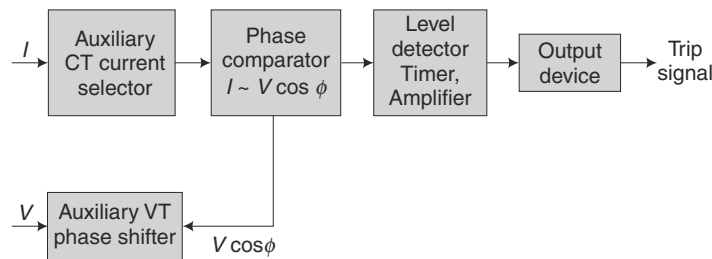 I
Auxiliary
CT current
selector
Phase
comparator
I ~ V cos ϕ
Level
detector
Timer,
Amplifier
Output
device
Trip
signal
V
Auxiliary VT
phase shifter
V cosϕ